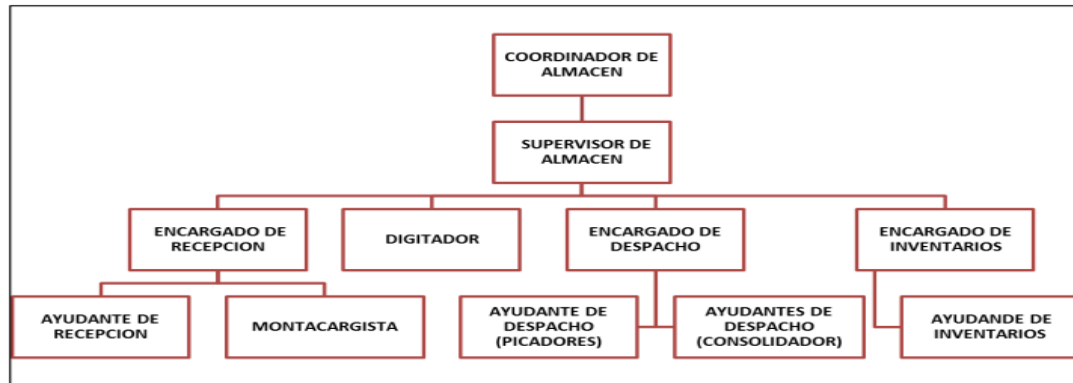 COORDINADOR DE
ALMACEN
SUPERVISOR DE
ALMACEN
ENCARGADO DE
RECEPCION
DIGITADOR
ENCARGADO DE
DESPACHO
ENCARGADO DE
INVENTARIOS
AYUDANTE DE
RECEPCION
MONTACARGISTA
AYUDANTE DE
DESPACHO
(PICADORES)
AYUDANTES DE
DESPACHO
(CONSOLIDADOR)
AYUDANDE DE
INVENTARIOS